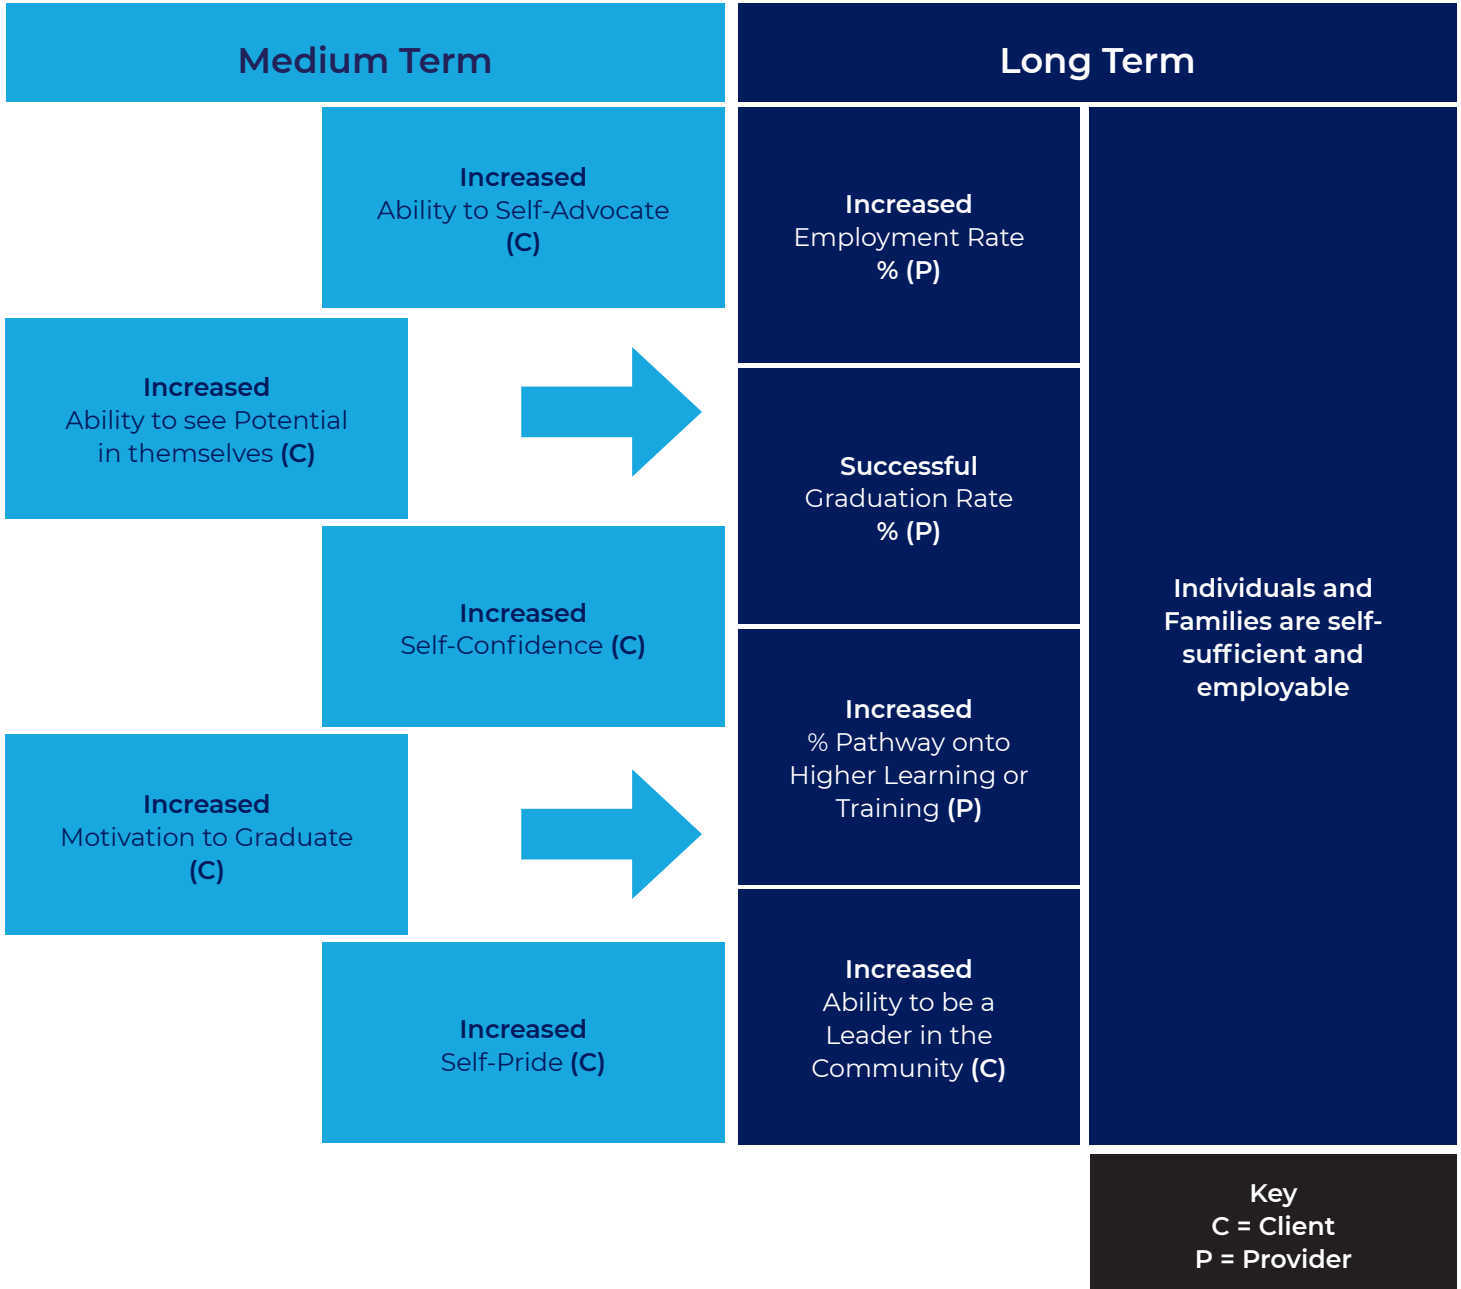 Medium Term
Increased
Ability to Self-Advocate
(C)
Increased
Ability to see Potential
in themselves (C)
Increased
Self-Confidence (C)
Increased
Motivation to Graduate
(C)
Increased
Self-Pride (C)
Long Term
Increased
Employment Rate
% (P)
Successful
Graduation Rate
% (P)
Increased
% Pathway onto
Higher Learning or
Training (P)
Increased
Ability to be a
Leader in the
Community (C)
Individuals and
Families are self-
sufficient and
employable
Key
C = Client
P = Provider